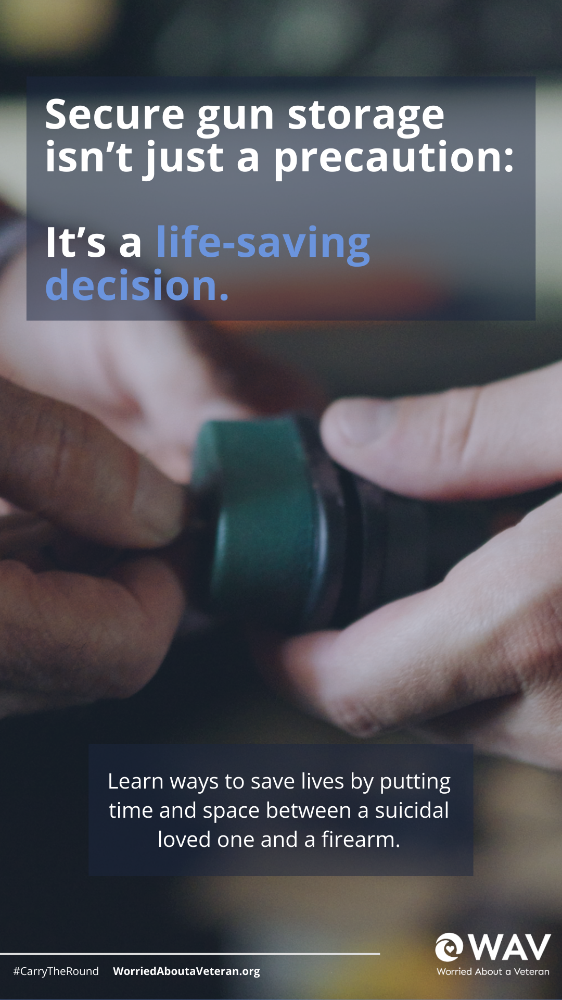 Secure gun storage
isn’t just a precaution:
It’s a life-saving
decision.
Learn ways to save lives by putting
time and space between a suicidal
loved one and a firearm.
#CarryTheRound WorriedAboutaVeteran.org
WAV
Worried About a Veteran